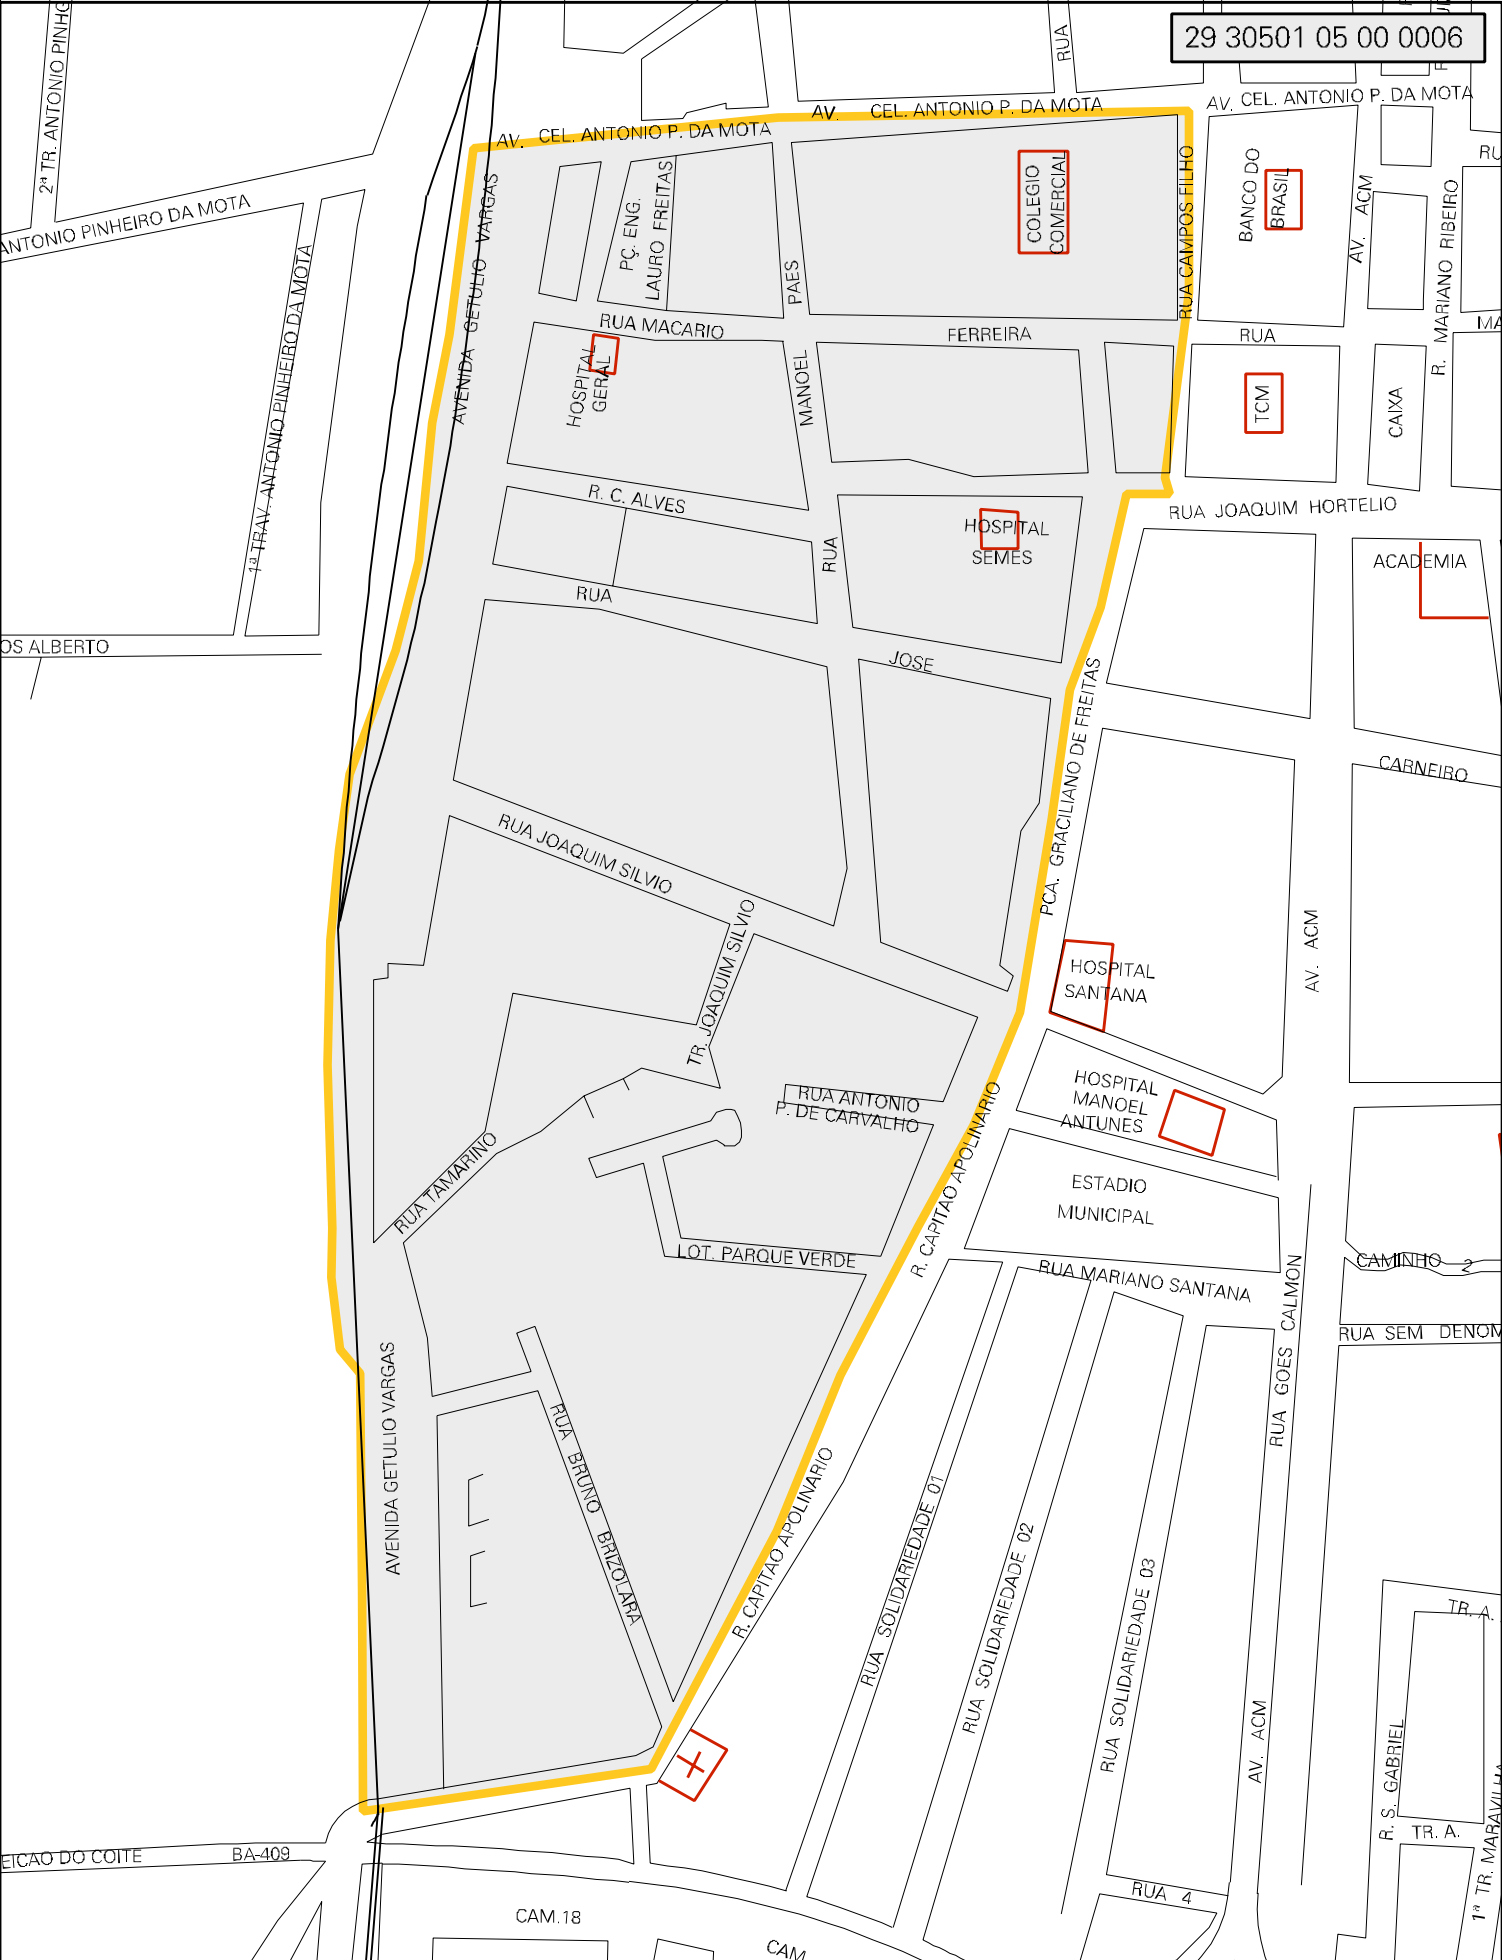 29 30501 05 00 0006
RUA
2ª TR. ANTONIO PINHO
AV. CEL. ANTONIO P. DA MOTA
AV. CEL. ANTONIO P. DA MOTA
AV. CEL. ANTONIO P. DA MOTA
ANTONIO PINHEIRO DA MOTA
1ª TRAV. ANTONIO PINHEIRO DA MOTA
AVENIDA GETULIO VARGAS
PÇ. ENG.
LAURO FREITAS
PAES
COLEGIO
COMERCIAL
RUA CAMPOS FILHO
BANCO DO
BRASIL
AV. ACM
R. MARIANO RIBEIRO
RU
MA
RUA MACARIO
FERREIRA
RUA
HOSPITAL
GERAL
MANOEL
TCM
CAIXA
R. C. ALVES
RUA
HOSPITAL
SEMES
RUA JOAQUIM HORTELIO
ACADEMIA
RUA
JOSE
OS ALBERTO
PCA. GRACILIANO DE FREITAS
CARNEIRO
RUA JOAQUIM SILVIO
TR. JOAQUIM SILVIO
HOSPITAL
SANTANA
AV. ACM
HOSPITAL
MANOEL
ANTUNES
RUA ANTONIO
P. DE CARVALHO
R. CAPITAO APOLINARIO
RUA TAMARINO
ESTADIO
MUNICIPAL
LOT. PARQUE VERDE
RUA MARIANO SANTANA
CAMINHO 2
RUA GOES CALMON
RUA SEM DENOM
AVENIDA GETULIO VARGAS
RUA BRUNO BRIZOLARA
R. CAPITAO APOLINARIO
RUA SOLIDARIEDADE 01
RUA SOLIDARIEDADE 02
RUA SOLIDARIEDADE 03
AV. ACM
TR. A.
R. S. GABRIEL
TR. A.
1ª TR. MARAVILHA
EICAO DO COITE
BA-409
RUA 4
CAM.18
CAM